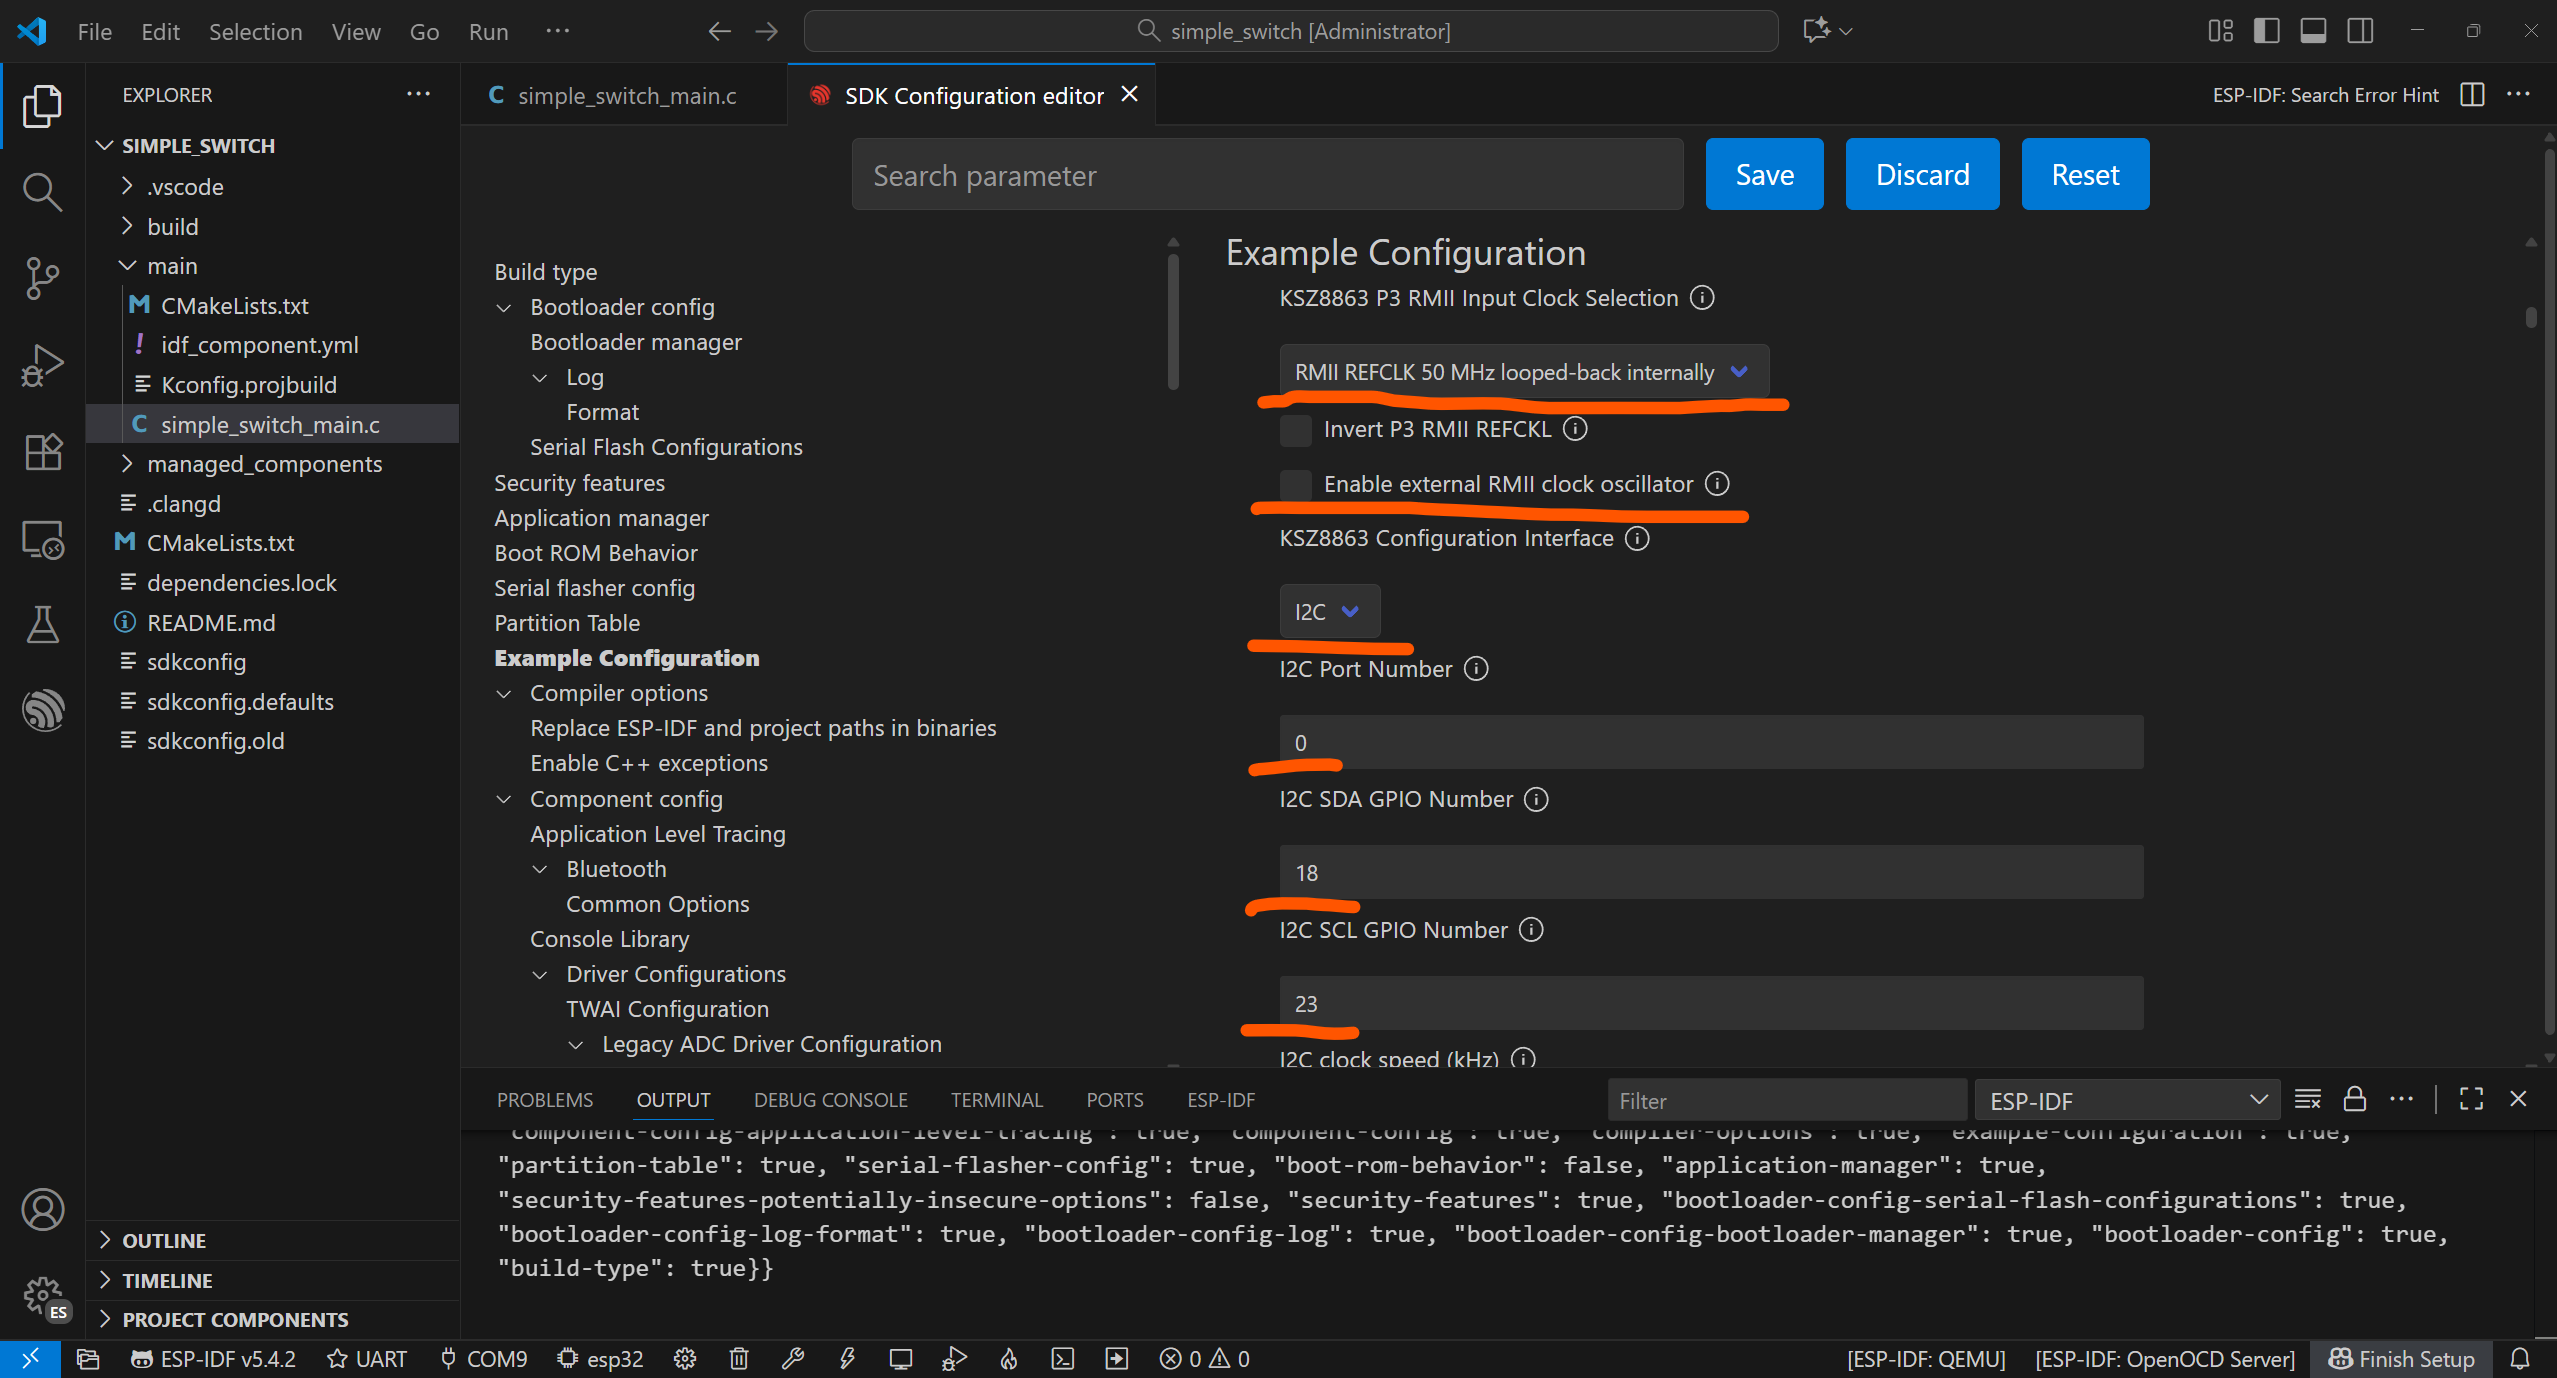 File Edit Selection View Go Run ···
simple_switch [Administrator]
EXPLORER ···
SIMPLE_SWITCH
.vscode
build
main
CMakeLists.txt
! idf_component.yml
Kconfig.projbuild
C simple_switch_main.c
managed_components
.clangd
CMakeLists.txt
dependencies.lock
README.md
sdkconfig
sdkconfig.defaults
sdkconfig.old
OUTLINE
TIMELINE
PROJECT COMPONENTS
ES
C simple_switch_main.c
SDK Configuration editor
ESP-IDF: Search Error Hint
Search parameter
Save
Discard
Reset
Build type
Bootloader config
Bootloader manager
Log
Format
Serial Flash Configurations
Security features
Application manager
Boot ROM Behavior
Serial flasher config
Partition Table
Example Configuration
Compiler options
Replace ESP-IDF and project paths in binaries
Enable C++ exceptions
Component config
Application Level Tracing
Bluetooth
Common Options
Console Library
Driver Configurations
TWAI Configuration
Legacy ADC Driver Configuration
Example Configuration
KSZ8863 P3 RMII Input Clock Selection
RMII REFCLK 50 MHz looped-back internally
Invert P3 RMII REFCKL
Enable external RMII clock oscillator
KSZ8863 Configuration Interface
I2C
I2C Port Number
0
I2C SDA GPIO Number
18
I2C SCL GPIO Number
23
I2C clock speed (kHz)
PROBLEMS OUTPUT DEBUG CONSOLE TERMINAL PORTS ESP-IDF
Filter
ESP-IDF
"component-config-application-level-tracing": true, "component-config": true, "compiler-options": true, "example-configuration": true,
"partition-table": true, "serial-flasher-config": true, "boot-rom-behavior": false, "application-manager": true,
"security-features-potentially-insecure-options": false, "security-features": true, "bootloader-config-serial-flash-configurations": true,
"bootloader-config-log-format": true, "bootloader-config-log": true, "bootloader-config-bootloader-manager": true, "bootloader-config": true,
"build-type": true}}
ESP-IDF v5.4.2 UART COM9 esp32 0 0 [ESP-IDF: QEMU] [ESP-IDF: OpenOCD Server] Finish Setup